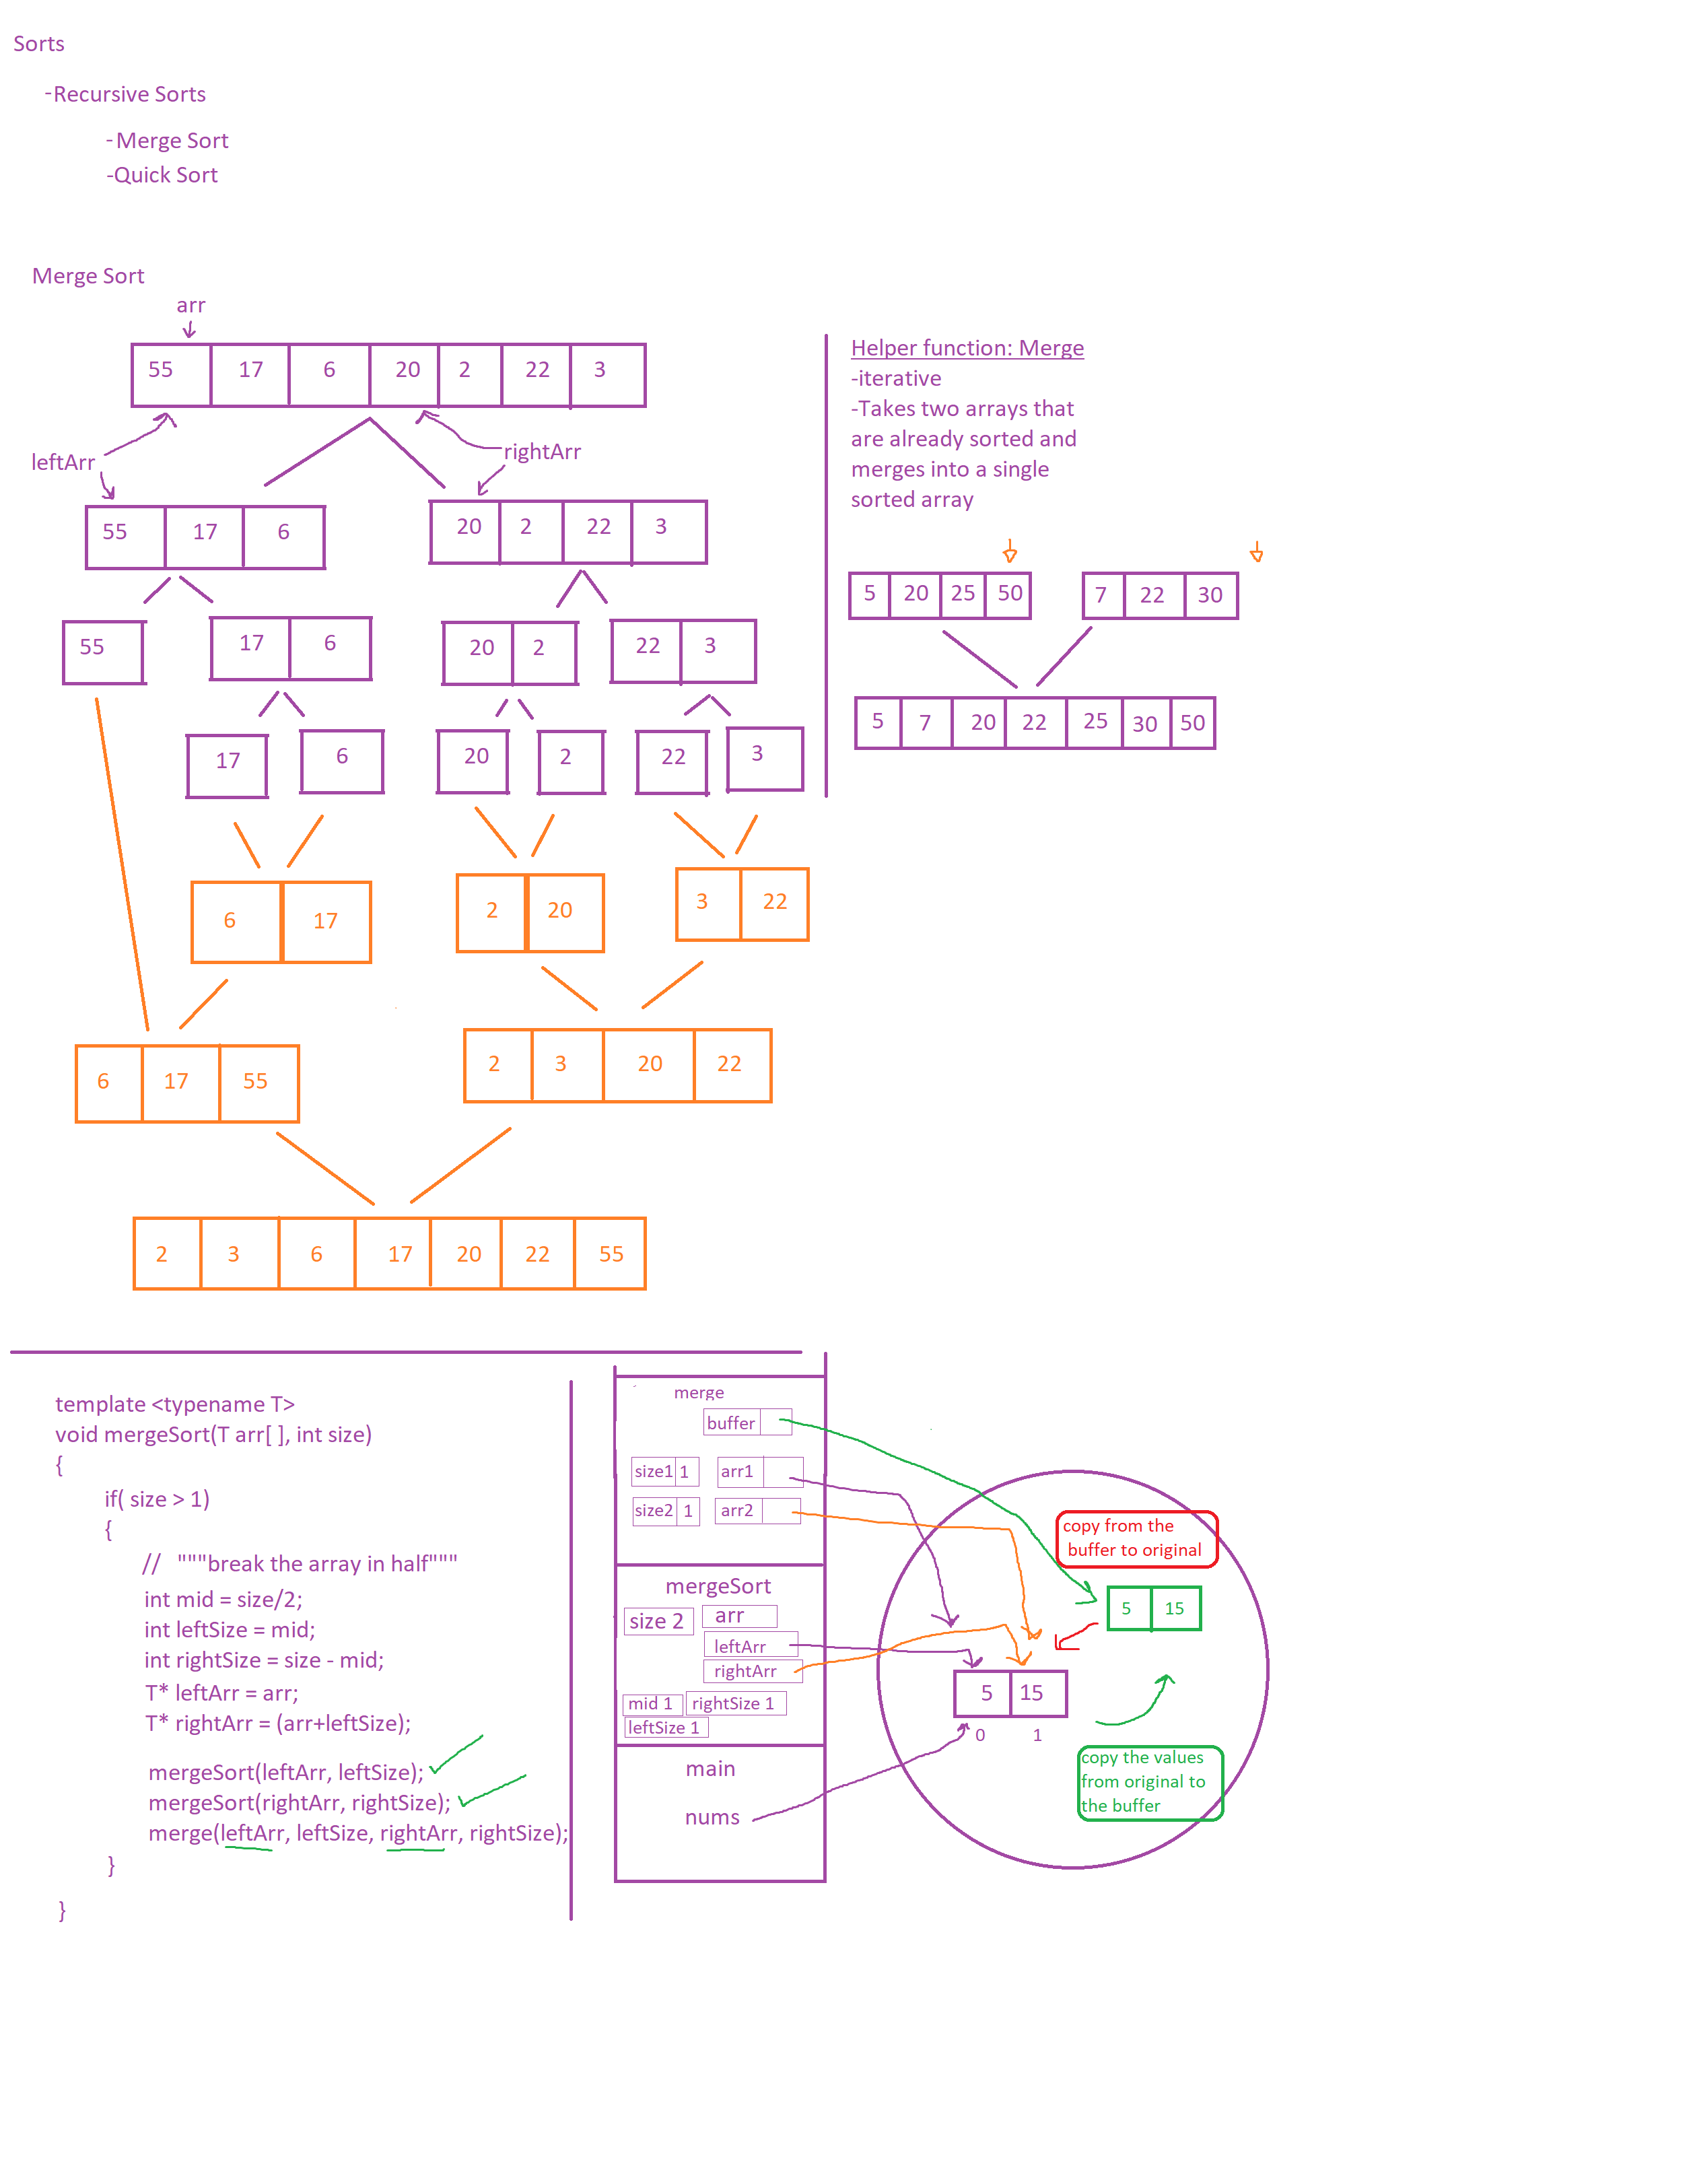 Sorts
-Recursive Sorts
-Merge Sort
-Quick Sort
Merge Sort
arr
55 17 6 20 2 22 3
leftArr
rightArr
55 17 6
20 2 22 3
55
17 6
20 2
22 3
17
6
20
2
22
3
6 17
2 20
3 22
6 17 55
2 3 20 22
2 3 6 17 20 22 55
Helper function: Merge
-iterative
-Takes two arrays that
are already sorted and
merges into a single
sorted array
5 20 25 50
7 22 30
5 7 20 22 25 30 50
template <typename T>
void mergeSort(T arr[ ], int size)
{
if( size > 1)
{
// """break the array in half"""
int mid = size/2;
int leftSize = mid;
int rightSize = size - mid;
T* leftArr = arr;
T* rightArr = (arr+leftSize);
mergeSort(leftArr, leftSize);
mergeSort(rightArr, rightSize);
merge(leftArr, leftSize, rightArr, rightSize);
}
}
merge
buffer
size1 1 arr1
size2 1 arr2
mergeSort
size 2 arr
leftArr
rightArr
mid 1 rightSize 1
leftSize 1
main
nums
copy from the
buffer to original
5 15
5 15
0 1
copy the values
from original to
the buffer